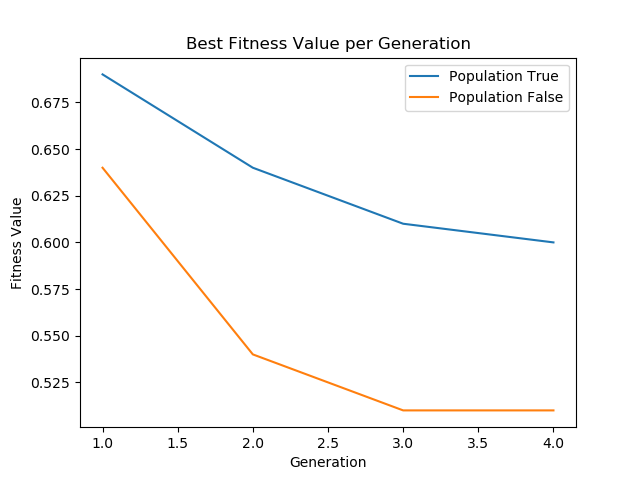 Best Fitness Value per Generation
Population True
Population False
0.675
0.650
0.625
0.600
0.575
0.550
0.525
Fitness Value
1.0 1.5 2.0 2.5 3.0 3.5 4.0
Generation